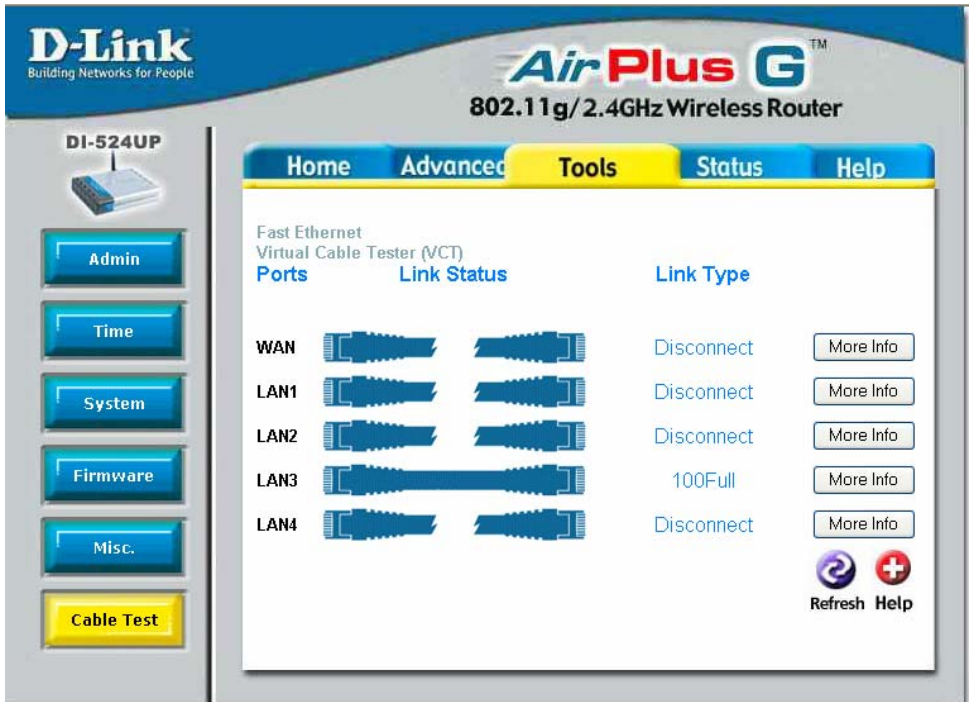 D-Link
Building Networks for People
Air Plus G™
802.11g/2.4GHz Wireless Router
DI-524UP
Home Advanced Tools Status Help
Admin
Time
System
Firmware
Misc.
Cable Test
Fast Ethernet
Virtual Cable Tester (VCT)
Ports Link Status Link Type
WAN Disconnect More Info
LAN1 Disconnect More Info
LAN2 Disconnect More Info
LAN3 100Full More Info
LAN4 Disconnect More Info
Refresh Help